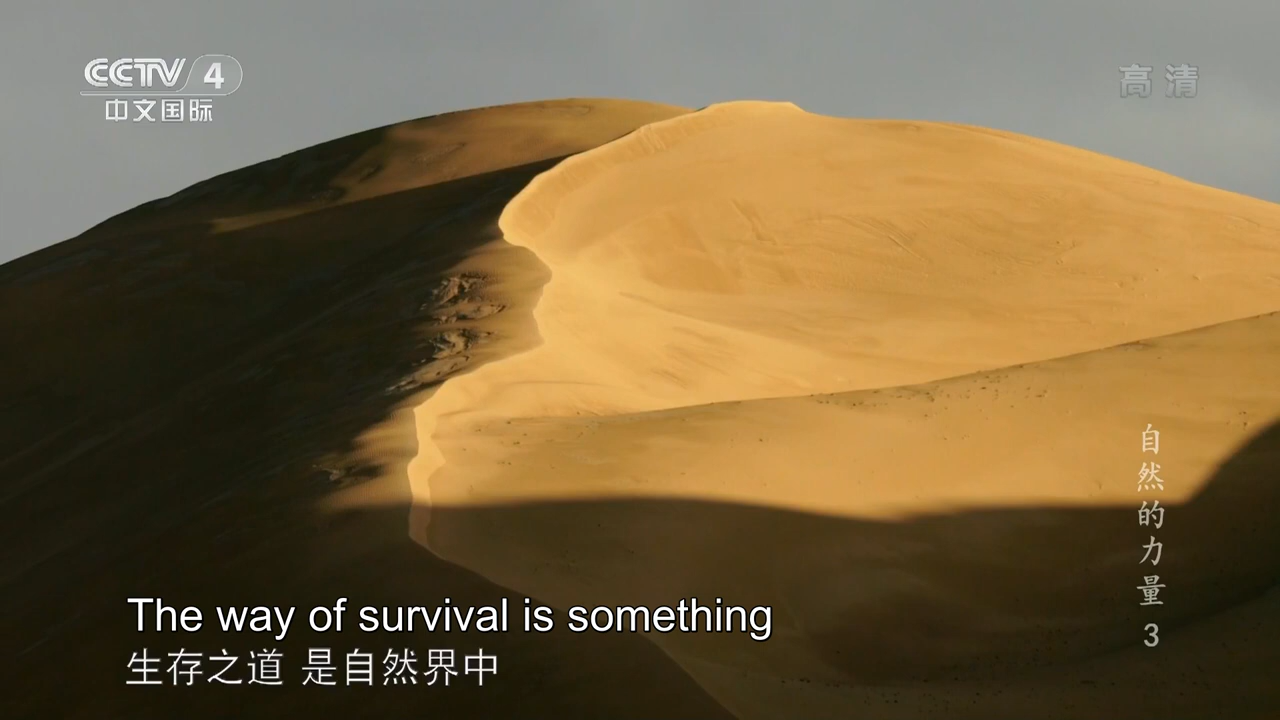 CCTV 4
中文国际
高清
自然的力量 3
The way of survival is something
生存之道 是自然界中